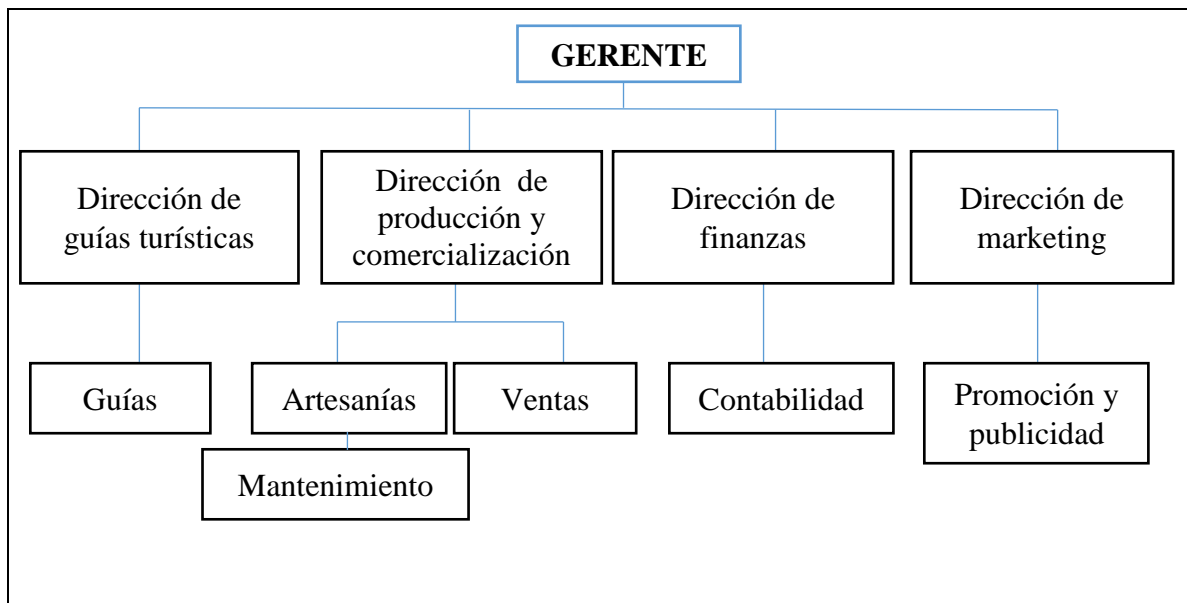 GERENTE
Dirección de
guías turísticas
Dirección de
producción y
comercialización
Dirección de
finanzas
Dirección de
marketing
Guías
Artesanías
Ventas
Contabilidad
Promoción y
publicidad
Mantenimiento